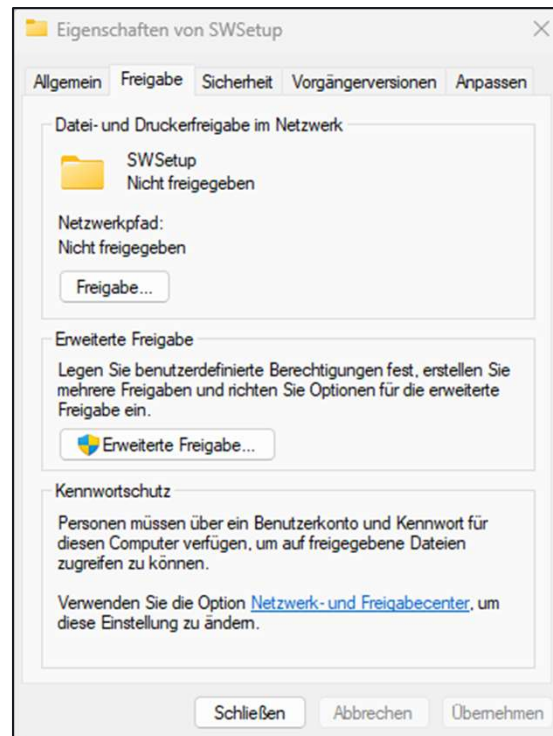 Eigenschaften von SWSetup
Allgemein Freigabe Sicherheit Vorgängerversionen Anpassen
Datei- und Druckerfreigabe im Netzwerk
SWSetup
Nicht freigegeben
Netzwerkpfad:
Nicht freigegeben
Freigabe...
Erweiterte Freigabe
Legen Sie benutzerdefinierte Berechtigungen fest, erstellen Sie
mehrere Freigaben und richten Sie Optionen für die erweiterte
Freigabe ein.
Erweiterte Freigabe...
Kennwortschutz
Personen müssen über ein Benutzerkonto und Kennwort für
diesen Computer verfügen, um auf freigegebene Dateien
zugreifen zu können.
Verwenden Sie die Option Netzwerk- und Freigabecenter, um
diese Einstellung zu ändern.
Schließen Abbrechen Übernehmen